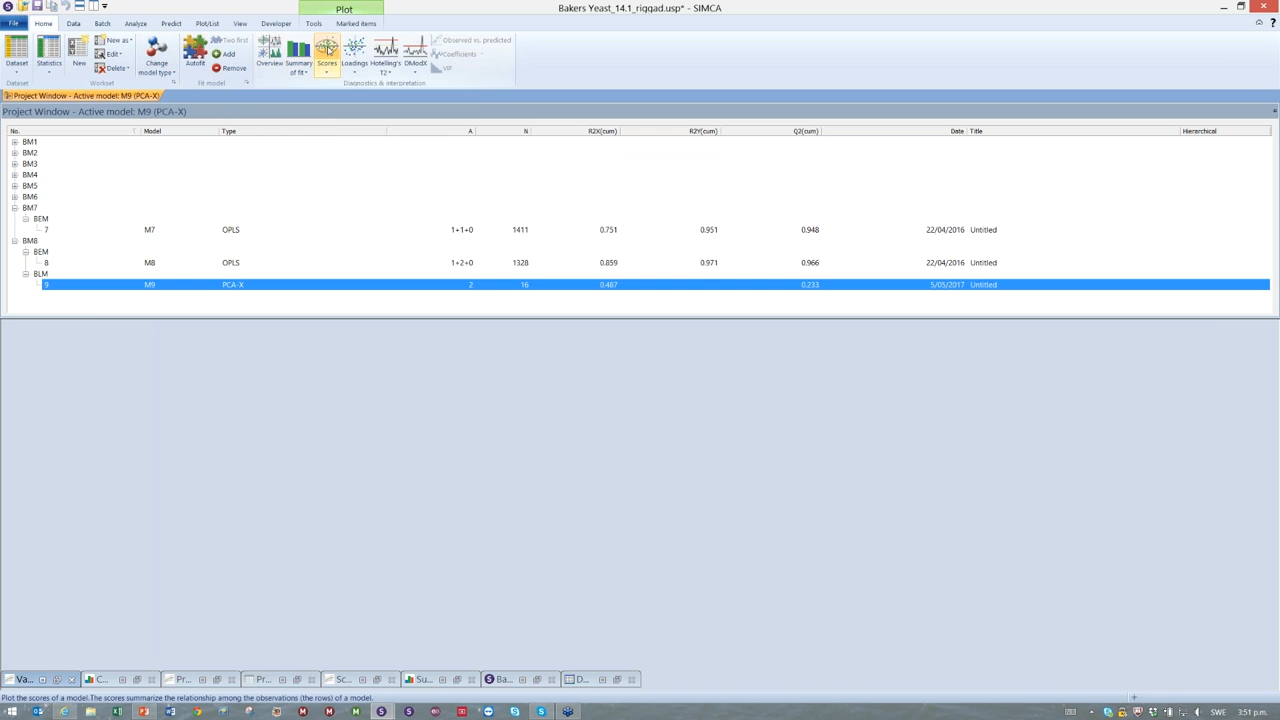 Plot
Bakers Yeast_14.1_riggad.usp* - SIMCA
File Home Data Batch Analyze Predict Plot/List View Developer Tools Marked items
Dataset
Statistics
New
New as
Edit
Delete
Change model type
Autofit
Two first
Add
Remove
Overview
Summary of fit
Scores
Loadings
Hotelling's T2
DModX
Observed vs. predicted
Coefficients
VIP
Dataset Workset Fit model Diagnostics & interpretation
Project Window - Active model: M9 (PCA-X)
Project Window - Active model: M9 (PCA-X)
No. Model Type A N R2X(cum) R2Y(cum) Q2(cum) Date Title Hierarchical
BM1
BM2
BM3
BM4
BM5
BM6
BM7
BEM
7 M7 OPLS 1+1+0 1411 0.751 0.951 0.948 22/04/2016 Untitled
BM8
BEM
8 M8 OPLS 1+2+0 1328 0.859 0.971 0.966 22/04/2016 Untitled
BLM
9 M9 PCA-X 2 16 0.487 0.233 5/05/2017 Untitled
Va... C... Pr... Pr... Sc... Su... Ba... D...
Plot the scores of a model.The scores summarize the relationship among the observations (the rows) of a model.
SWE 3:51 p.m.